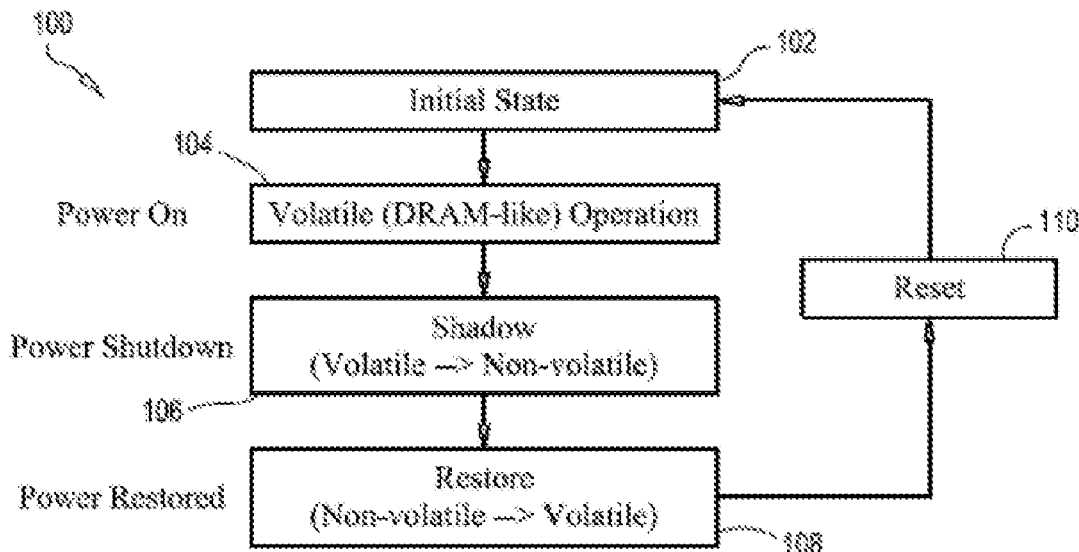 100
102
Initial State
104
Power On
Volatile (DRAM-like) Operation
110
Reset
Power Shutdown
Shadow
(Volatile --> Non-volatile)
106
Power Restored
Restore
(Non-volatile --> Volatile)
108